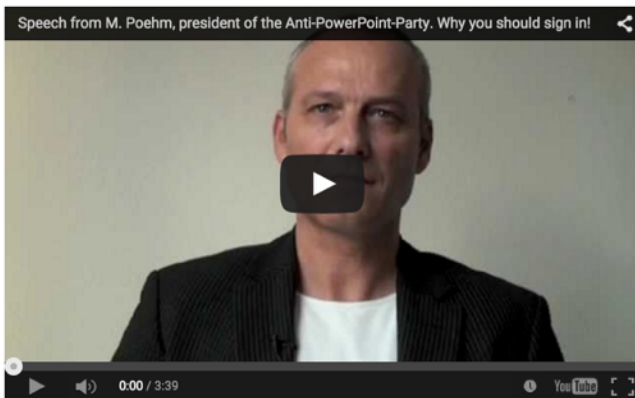 Speech from M. Poehm, president of the Anti-PowerPoint-Party. Why you should sign in!
0:00 / 3:39
YouTube